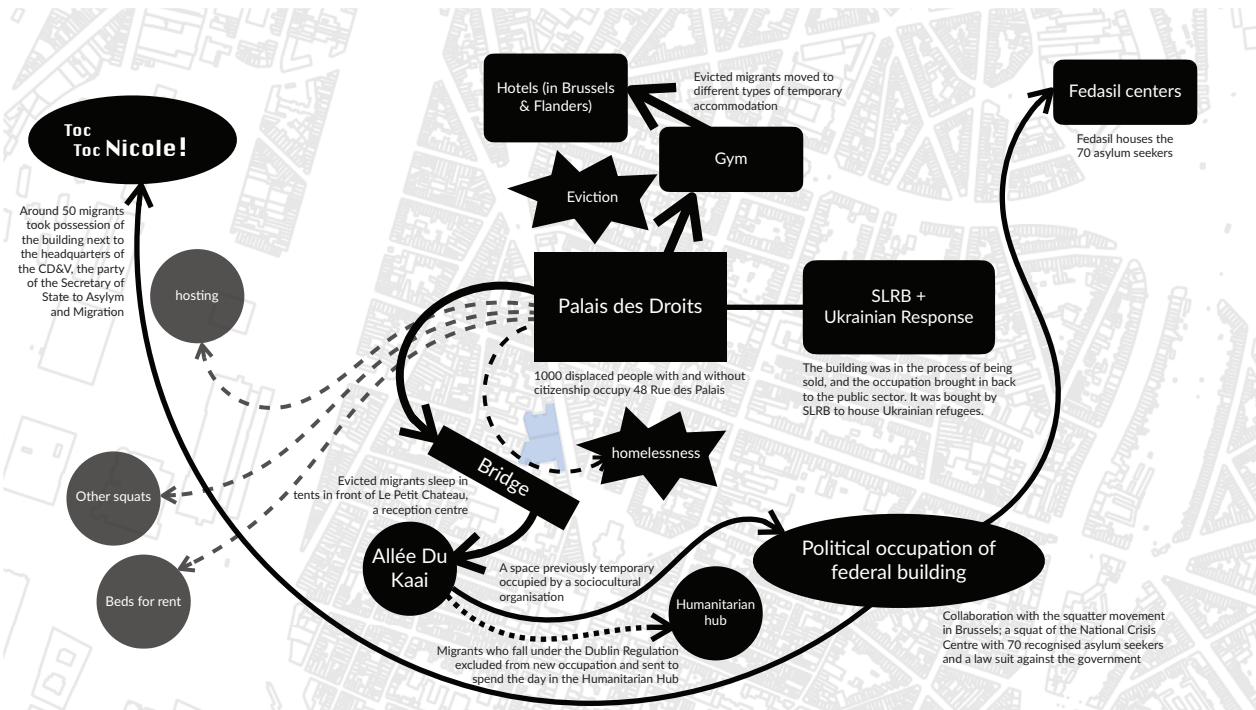 Hotels (in Brussels
& Flanders)
Evicted migrants moved to
different types of temporary
accommodation
Fedasil centers
Fedasil houses the
70 asylum seekers
Toc
Toc Nicole!
Gym
Eviction
Around 50 migrants
took possession of
the building next to
the headquarters of
the CD&V, the party
of the Secretary of
State to Asylym
and Migration
hosting
Palais des Droits
SLRB +
Ukrainian Response
1000 displaced people with and without
citizenship occupy 48 Rue des Palais
The building was in the process of being
sold, and the occupation brought in back
to the public sector. It was bought by
SLRB to house Ukrainian refugees.
homelessness
Bridge
Evicted migrants sleep in
tents in front of Le Petit Chateau,
a reception centre
Other squats
Allée Du
Kaai
A space previously temporary
occupied by a sociocultural
organisation
Political occupation of
federal building
Beds for rent
Humanitarian
hub
Collaboration with the squatter movement
in Brussels; a squat of the National Crisis
Centre with 70 recognised asylum seekers
and a law suit against the government
Migrants who fall under the Dublin Regulation
excluded from new occupation and sent to
spend the day in the Humanitarian Hub